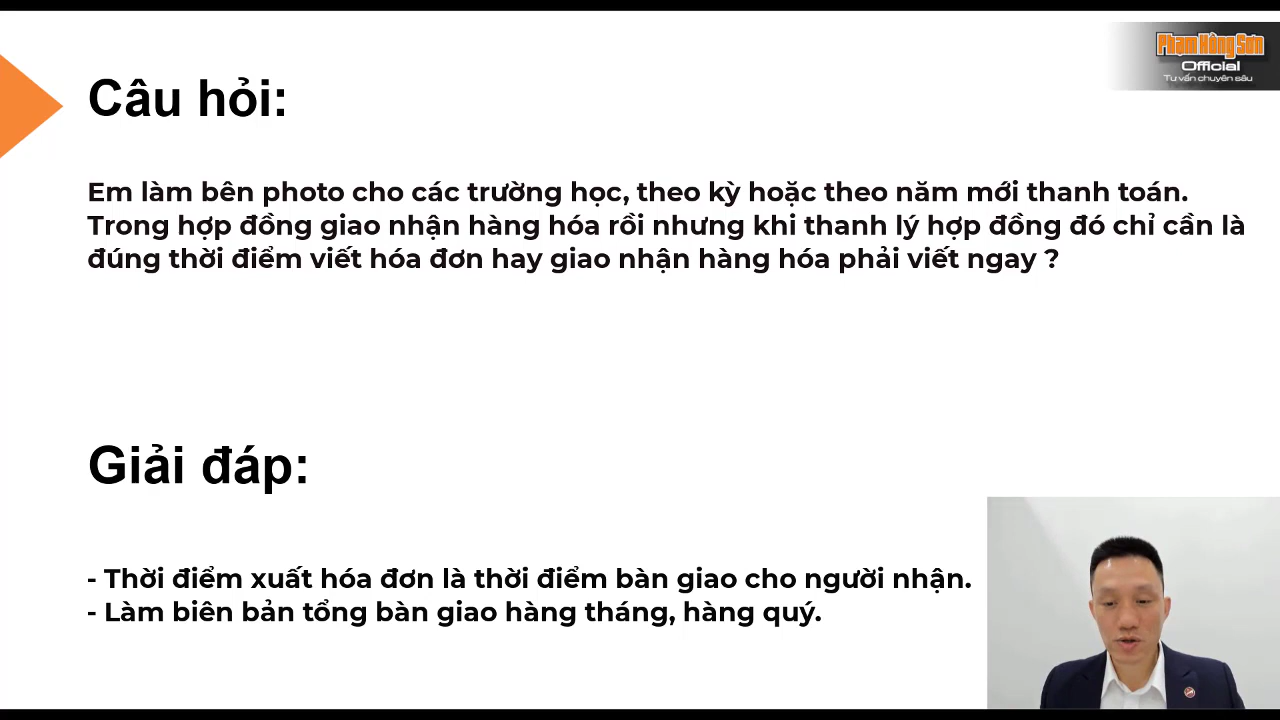 Phạm Hồng Sơn
Official
Tư vấn chuyên sâu
Câu hỏi:
Em làm bên photo cho các trường học, theo kỳ hoặc theo năm mới thanh toán.
Trong hợp đồng giao nhận hàng hóa rồi nhưng khi thanh lý hợp đồng đó chỉ cần là
đúng thời điểm viết hóa đơn hay giao nhận hàng hóa phải viết ngay ?
Giải đáp:
- Thời điểm xuất hóa đơn là thời điểm bàn giao cho người nhận.
- Làm biên bản tổng bàn giao hàng tháng, hàng quý.